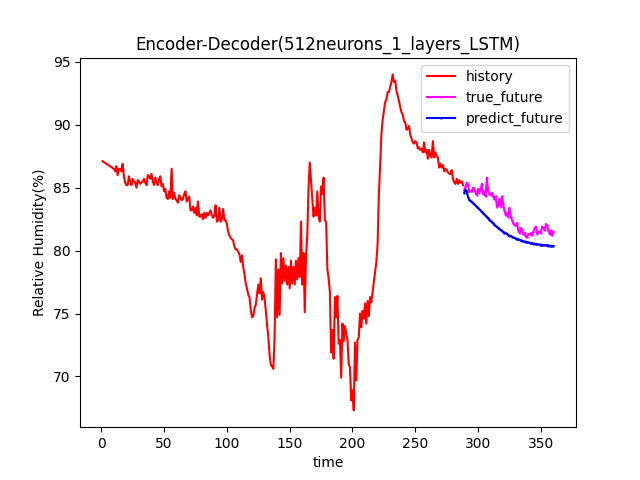 Encoder-Decoder(512neurons_1_layers_LSTM)
history
true_future
predict_future
Relative Humidity(%)
95
90
85
80
75
70
0 50 100 150 200 250 300 350
time